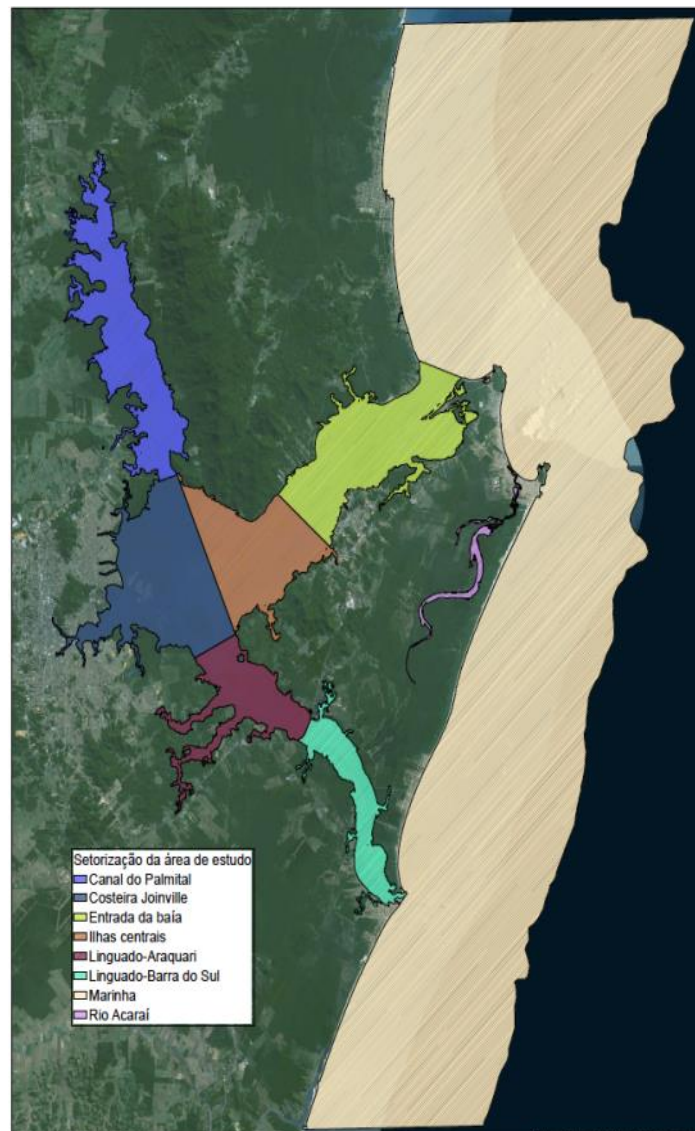 Setorização da área de estudo
Canal do Palmital
Costeira Joinville
Entrada da baía
Ilhas centrais
Linguado-Araquari
Linguado-Barra do Sul
Marinha
Rio Acaraí